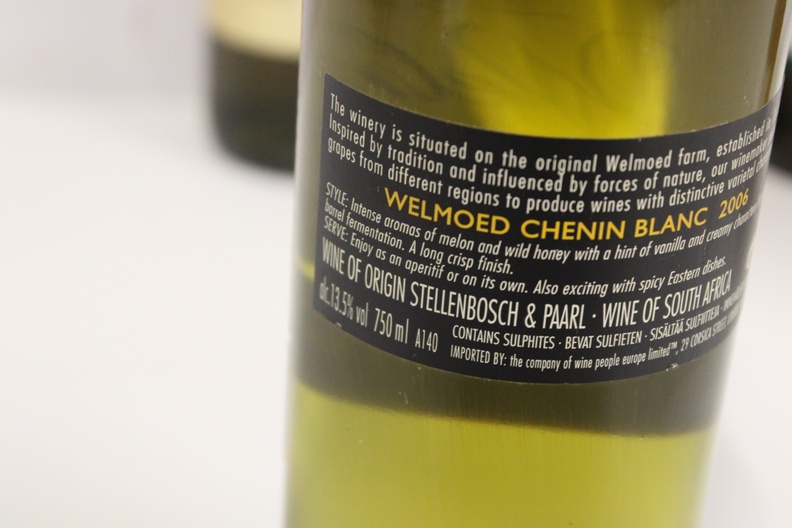 The winery is situated on the original Welmoed farm, established in
Inspired by tradition and influenced by forces of nature, our winemaker
grapes from different regions to produce wines with distinctive varietal
WELMOED CHENIN BLANC 2006
STYLE: Intense aromas of melon and wild honey with a hint of vanilla and creamy
barrel fermentation. A long crisp finish.
SERVE: Enjoy as an aperitif or on its own. Also exciting with spicy Eastern dishes.
WINE OF ORIGIN STELLENBOSCH & PAARL · WINE OF SOUTH AFRICA
alc.13.5% vol 750 ml A140
CONTAINS SULPHITES · BEVAT SULFIETEN · SISÄLTÄÄ SULFIITTEJA ·
IMPORTED BY: the company of wine people europe limited™, 29 CORSICA STREET,